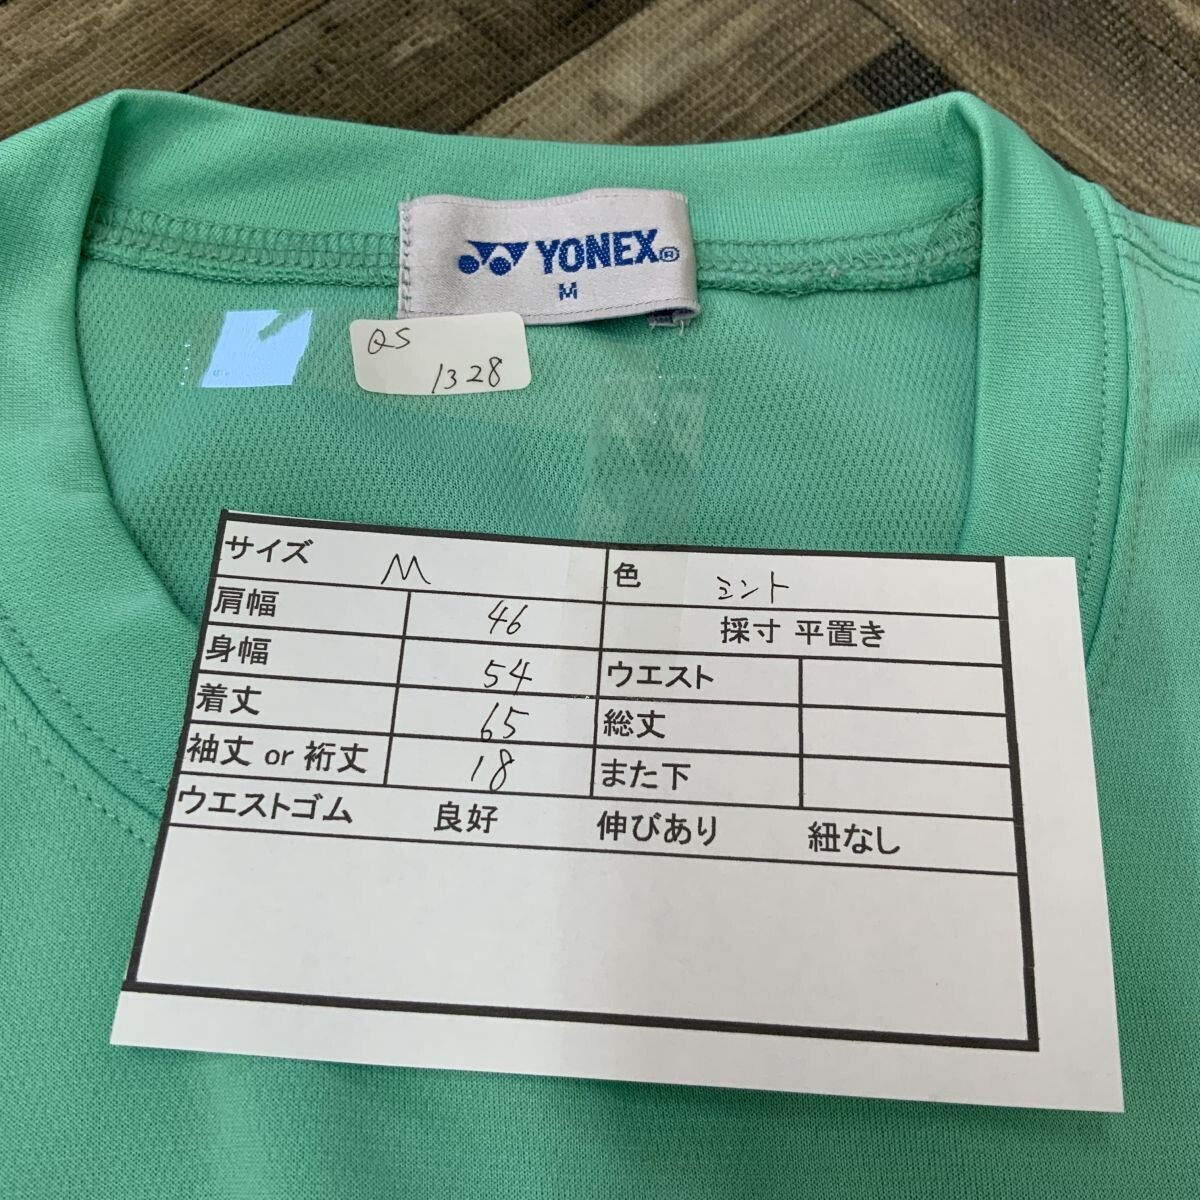 YONEX®
M
QS
1328
サイズ M 色 ミント
肩幅 46 採寸 平置き
身幅 54 ウエスト
着丈 65 総丈
袖丈 or 裄丈 18 また下
ウエストゴム 良好 伸びあり 紐なし